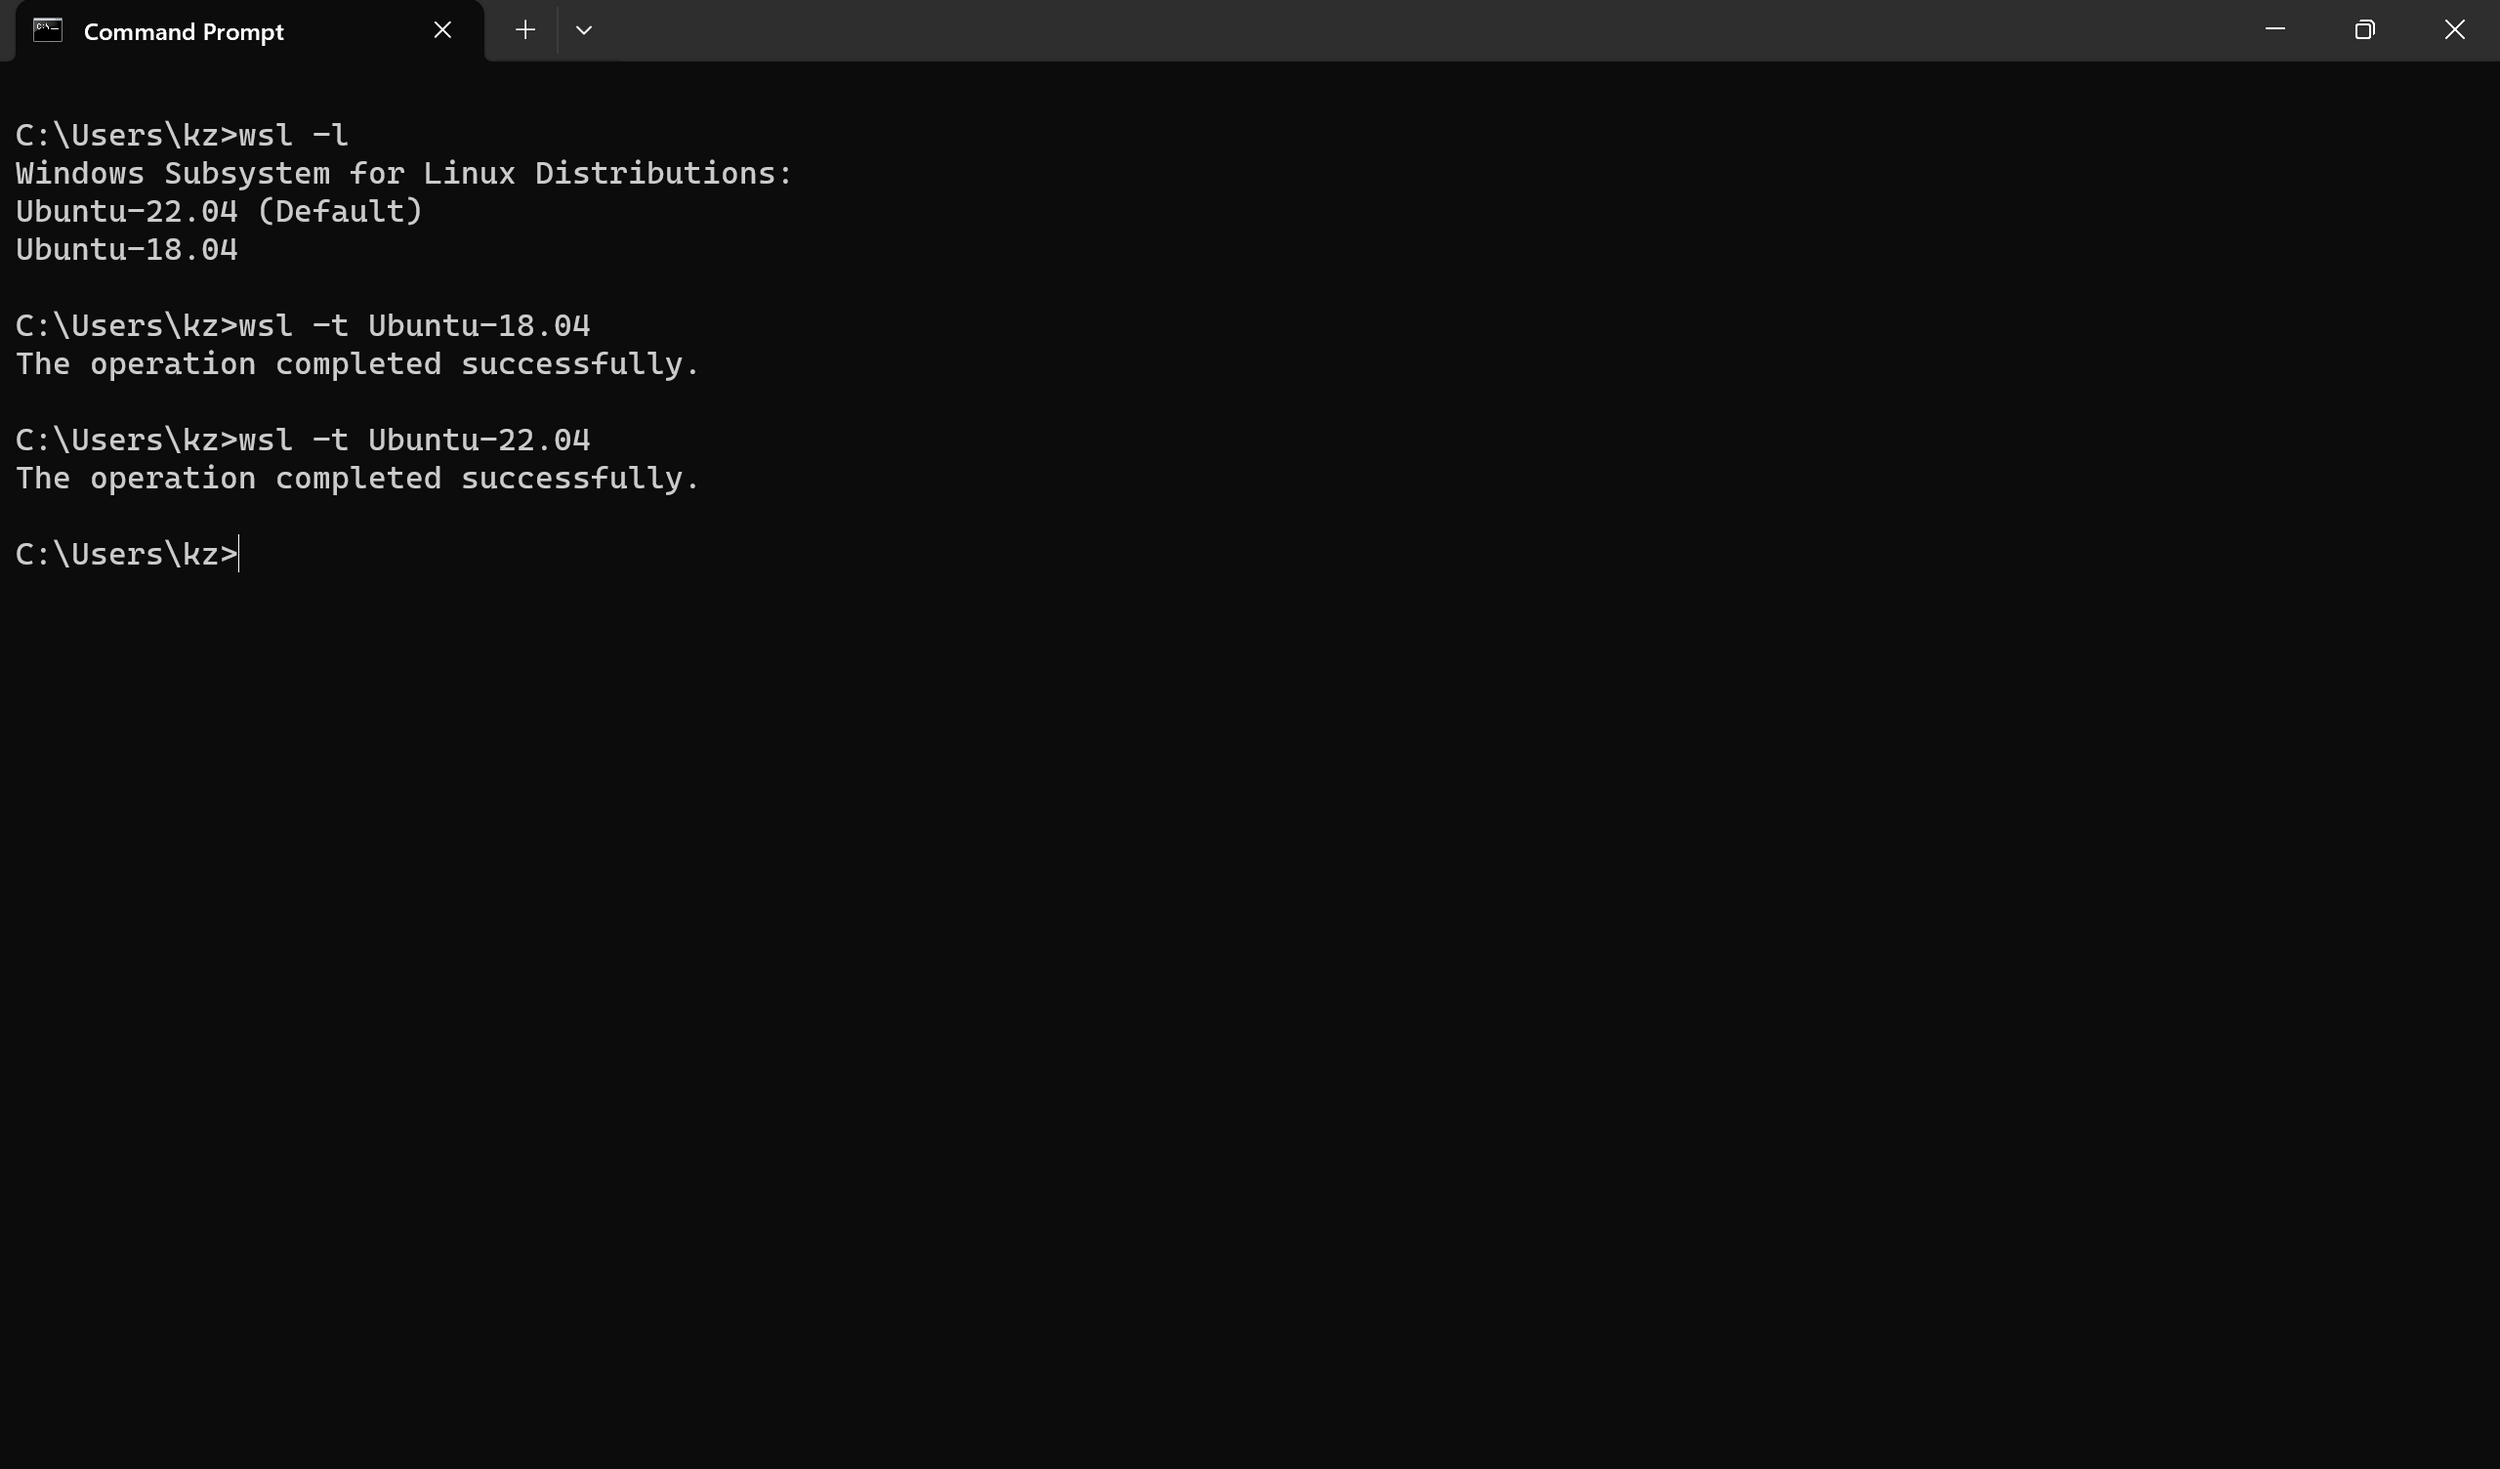 Command Prompt
C:\Users\kz>wsl -l
Windows Subsystem for Linux Distributions:
Ubuntu-22.04 (Default)
Ubuntu-18.04
C:\Users\kz>wsl -t Ubuntu-18.04
The operation completed successfully.
C:\Users\kz>wsl -t Ubuntu-22.04
The operation completed successfully.
C:\Users\kz>